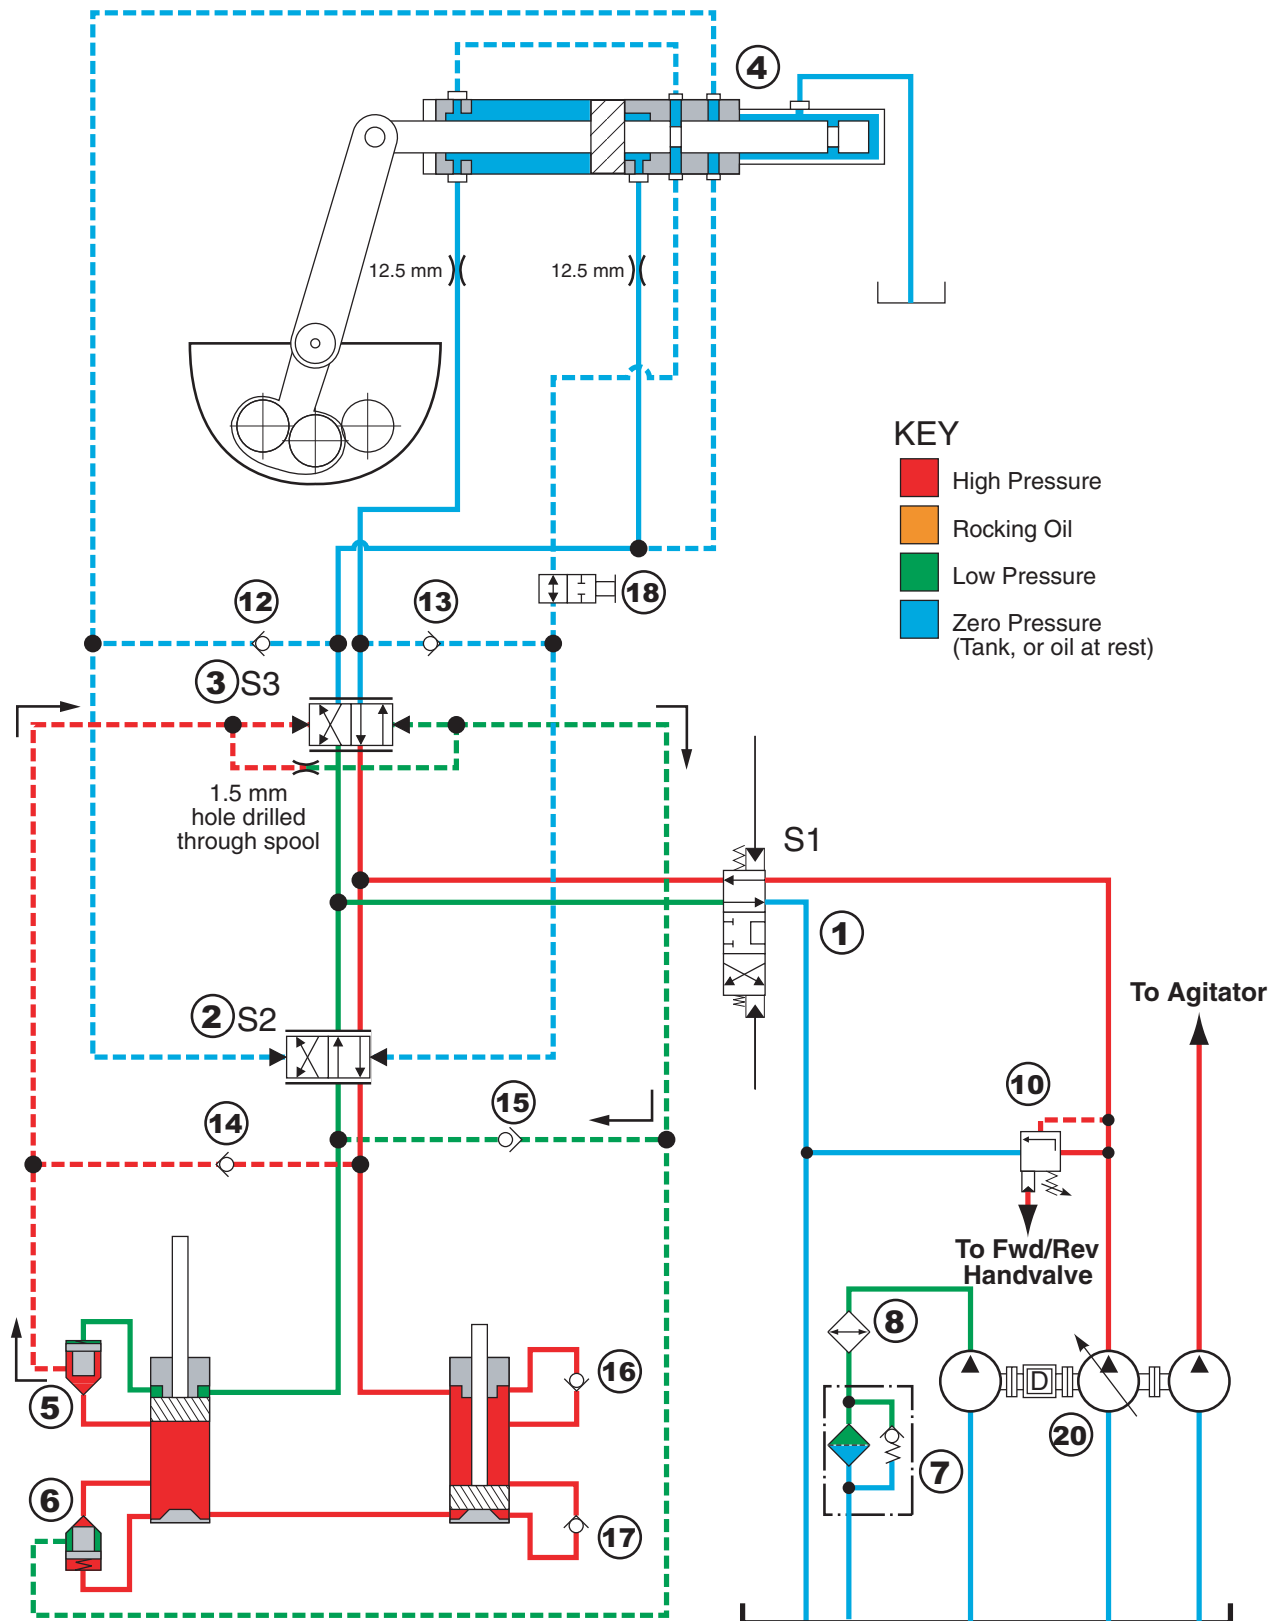 4
12.5 mm
12.5 mm
KEY
High Pressure
Rocking Oil
Low Pressure
Zero Pressure
(Tank, or oil at rest)
18
12
13
3 S3
1.5 mm
hole drilled
through spool
S1
1
To Agitator
2 S2
10
15
14
To Fwd/Rev
Handvalve
8
16
5
D
20
7
6
17